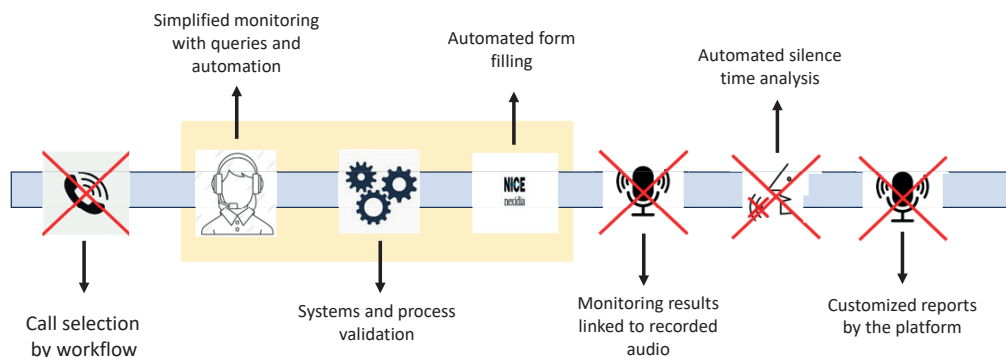 Simplified monitoring
with queries and
automation
Automated form
filling
Automated silence
time analysis
NICE
nexidia
Call selection
by workflow
Systems and process
validation
Monitoring results
linked to recorded
audio
Customized reports
by the platform